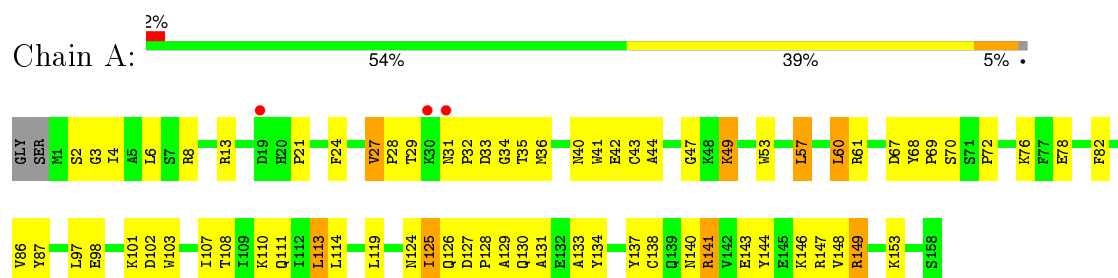 2%
Chain A:
54% 39% 5% •
GLY SER M1 S2 G3 I4 A5 L6 S7 R8 R13 D19 H20 P21 F24 V27 P28 T29 K30 N31 P32 D33 G34 T35 M36 N40 W41 E42 C43 A44 G47 K48 K49 W53 L57 L60 R61 D67 Y68 P69 S70 S71 P72 K76 F77 E78 F82
V86 Y87 L97 E98 K101 D102 W103 I107 T108 I109 K110 Q111 I112 L113 L114 L119 N124 I125 Q126 D127 P128 A129 Q130 A131 E132 A133 Y134 Y137 C138 Q139 N140 R141 V142 E143 Y144 E145 K146 R147 V148 R149 K153 S158